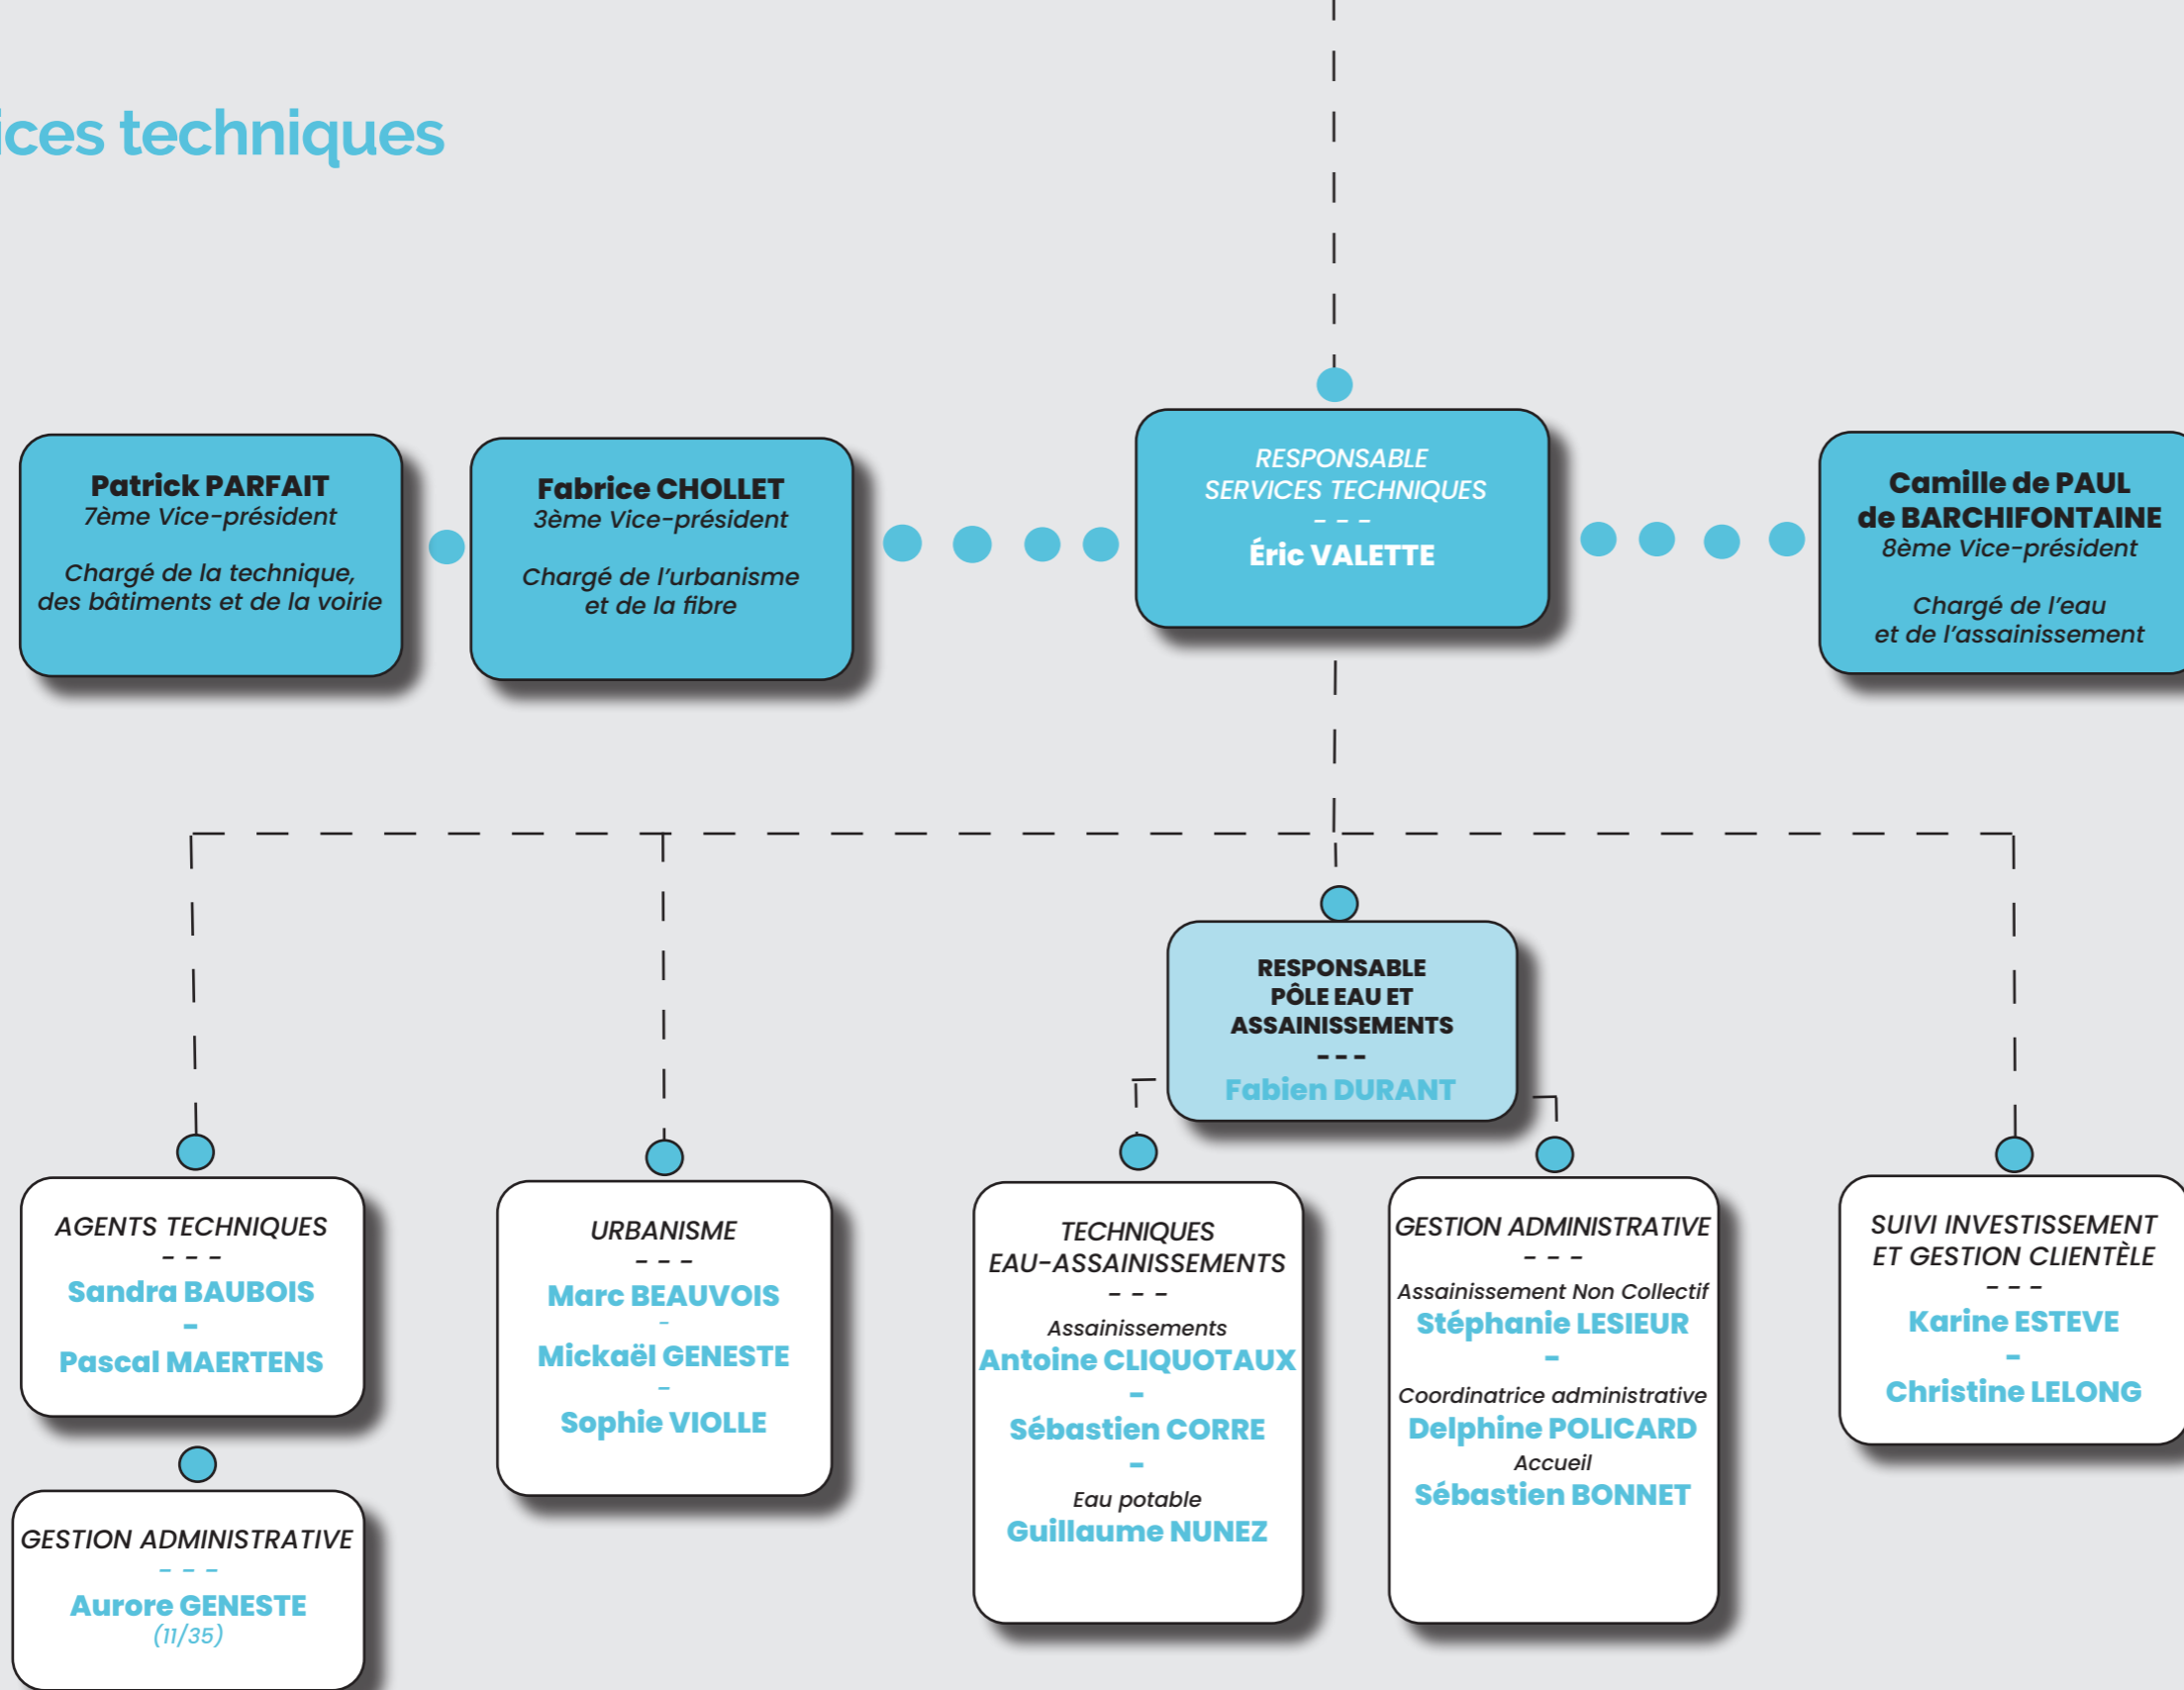 ices techniques
Patrick PARFAIT
7ème Vice-président
Chargé de la technique,
des bâtiments et de la voirie
Fabrice CHOLLET
3ème Vice-président
Chargé de l'urbanisme
et de la fibre
RESPONSABLE
SERVICES TECHNIQUES
- - -
Éric VALETTE
Camille de PAUL
de BARCHIFONTAINE
8ème Vice-président
Chargé de l'eau
et de l'assainissement
RESPONSABLE
PÔLE EAU ET
ASSAINISSEMENTS
- - -
Fabien DURANT
AGENTS TECHNIQUES
- - -
Sandra BAUBOIS
-
Pascal MAERTENS
GESTION ADMINISTRATIVE
- - -
Aurore GENESTE
(11/35)
URBANISME
- - -
Marc BEAUVOIS
-
Mickaël GENESTE
-
Sophie VIOLLE
TECHNIQUES
EAU-ASSAINISSEMENTS
- - -
Assainissements
Antoine CLIQUOTAUX
-
Sébastien CORRE
-
Eau potable
Guillaume NUNEZ
GESTION ADMINISTRATIVE
- - -
Assainissement Non Collectif
Stéphanie LESIEUR
-
Coordinatrice administrative
Delphine POLICARD
Accueil
Sébastien BONNET
SUIVI INVESTISSEMENT
ET GESTION CLIENTÈLE
- - -
Karine ESTEVE
-
Christine LELONG